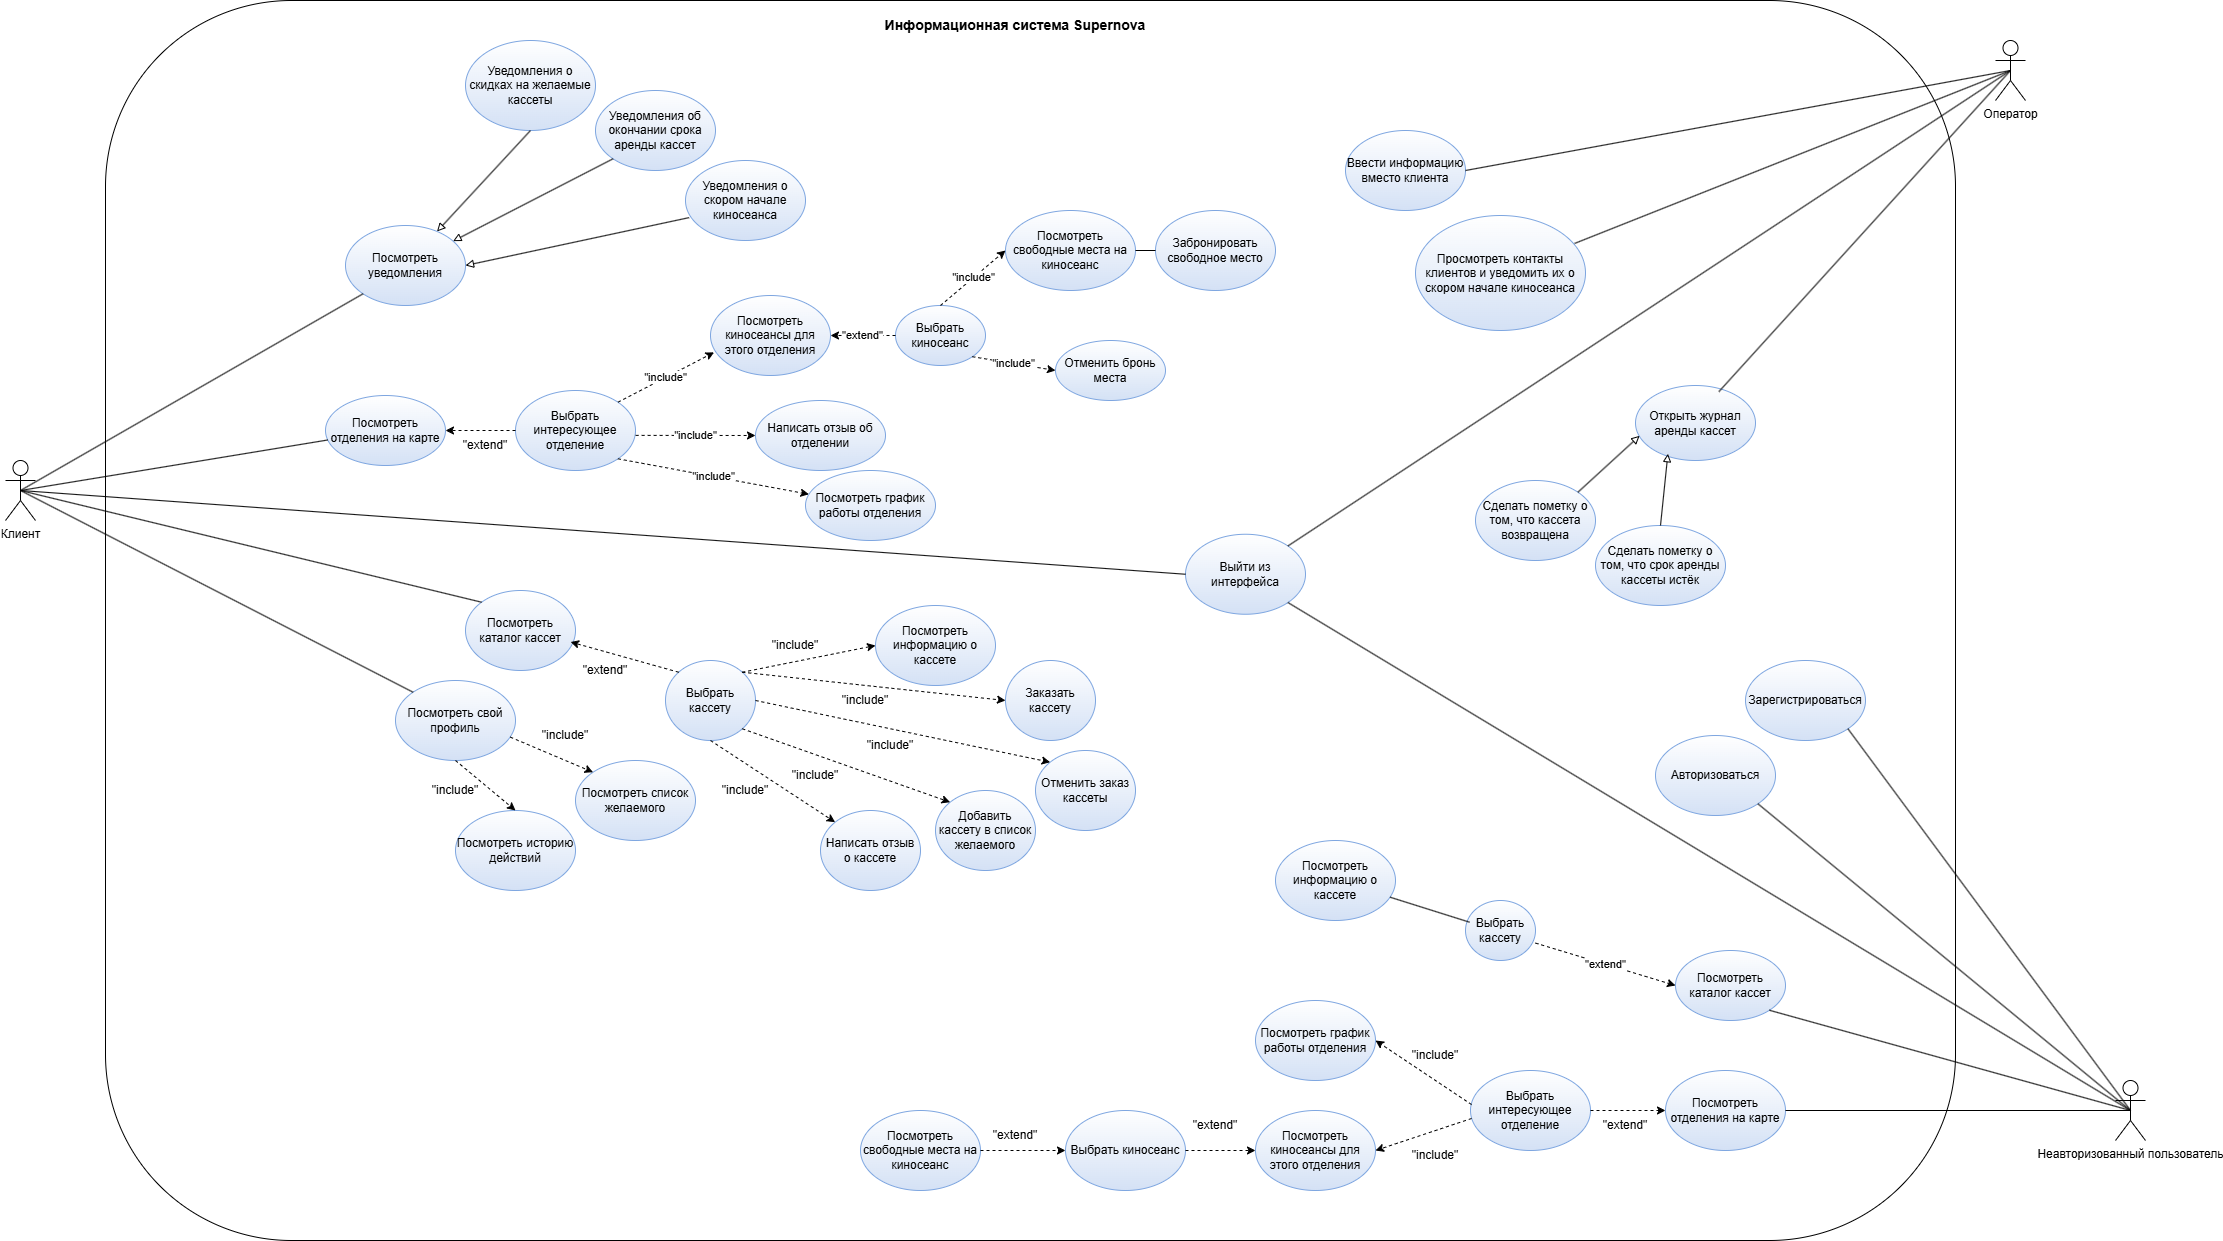 Информационная система Supernova
Уведомления о
скидках на желаемые
кассеты
Уведомления об
окончании срока
аренды кассет
Уведомления о
скором начале
киносеанса
Посмотреть
уведомления
Оператор
Ввести информацию
вместо клиента
Просмотреть контакты
клиентов и уведомить их о
скором начале киносеанса
Посмотреть
свободные места на
киносеанс
Забронировать
свободное место
"include"
Посмотреть
киносеансы для
этого отделения
"extend"
Выбрать
киносеанс
"include"
Отменить бронь
места
"include"
Посмотреть
отделения на карте
"extend"
Выбрать
интересующее
отделение
"include"
Написать отзыв об
отделении
"include"
Посмотреть график
работы отделения
Открыть журнал
аренды кассет
Сделать пометку о
том, что кассета
возвращена
Сделать пометку о
том, что срок аренды
кассеты истёк
Клиент
Выйти из
интерфейса
Посмотреть
каталог кассет
"extend"
Выбрать
кассету
"include"
Посмотреть
информацию о
кассете
"include"
Заказать
кассету
"include"
Отменить заказ
кассеты
"include"
Добавить
кассету в список
желаемого
"include"
Написать отзыв
о кассете
Посмотреть свой
профиль
"include"
Посмотреть список
желаемого
"include"
Посмотреть историю
действий
Зарегистрироваться
Авторизоваться
Посмотреть
информацию о
кассете
Выбрать
кассету
"extend"
Посмотреть
каталог кассет
Посмотреть график
работы отделения
"include"
Выбрать
интересующее
отделение
"extend"
Посмотреть
отделения на карте
"include"
Посмотреть
киносеансы для
этого отделения
"extend"
Выбрать киносеанс
"extend"
Посмотреть
свободные места на
киносеанс
Неавторизованный пользователь